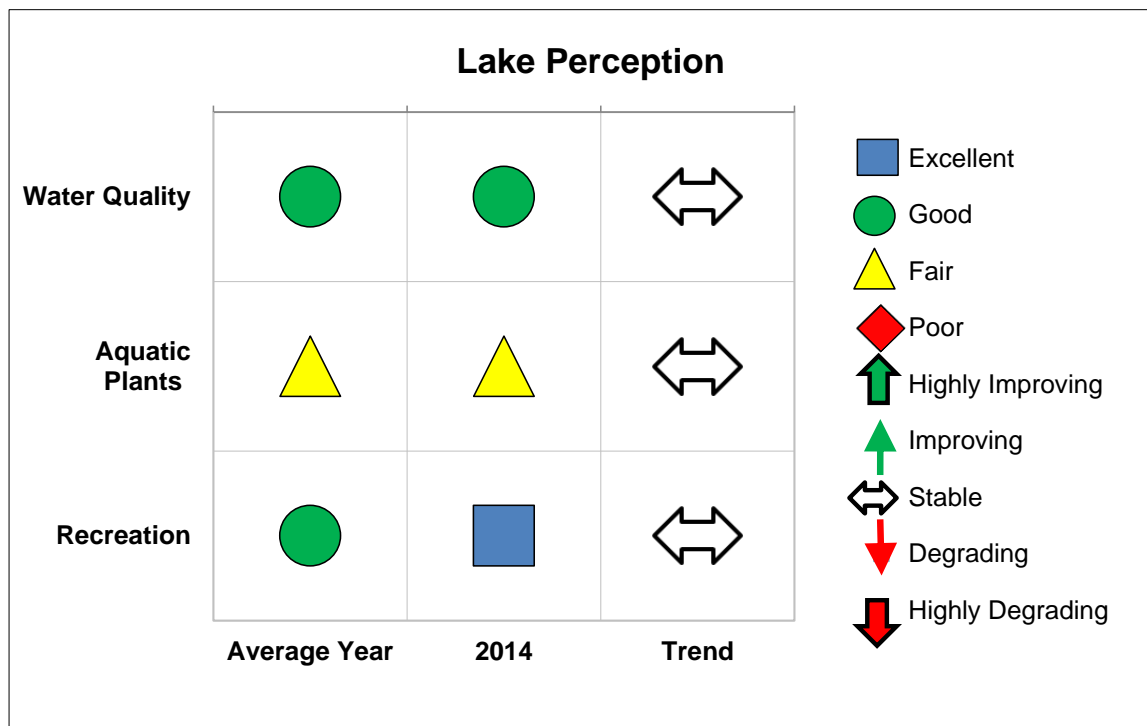 Lake Perception
Water Quality
Aquatic
Plants
Recreation
Average Year
2014
Trend
Excellent
Good
Fair
Poor
Highly Improving
Improving
Stable
Degrading
Highly Degrading